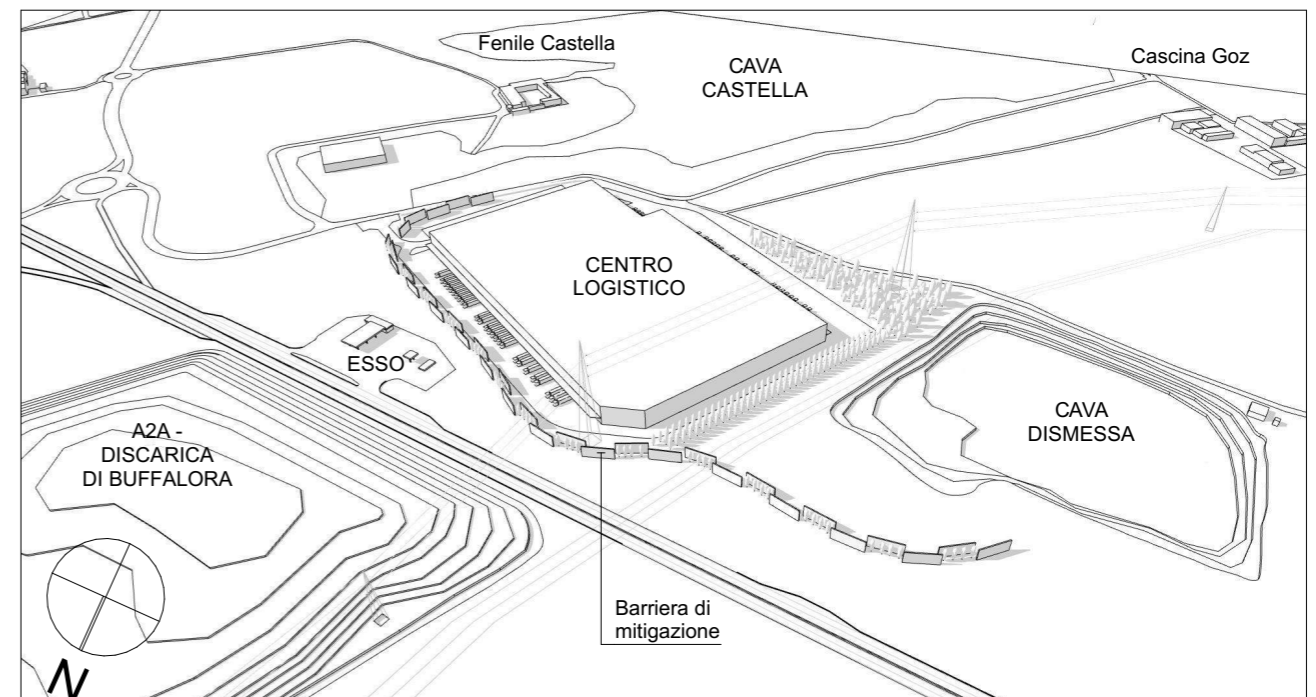 Fenile Castella
CAVA
CASTELLA
Cascina Goz
CENTRO
LOGISTICO
ESSO
A2A -
DISCARICA
DI BUFFALORA
CAVA
DISMESSA
Barriera di
mitigazione
N